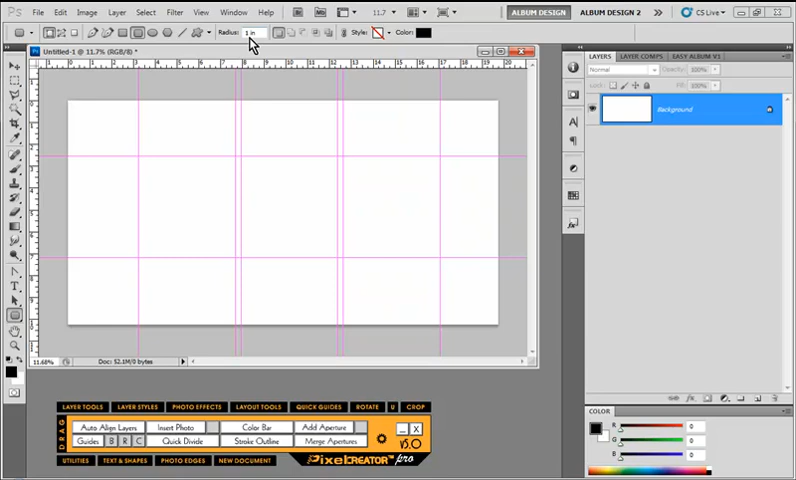 Ps File Edit Image Layer Select Filter View Window Help 11.7 ALBUM DESIGN ALBUM DESIGN 2 CS Live
Radius: 1 in Style: Color:
Untitled-1 @ 11.7% (RGB/8) *
LAYERS LAYER COMPS EASY ALBUM V1
Normal Opacity: 100%
Lock: Fill: 100%
Background
11.68% Doc: 52.1M/0 bytes
LAYER TOOLS LAYER STYLES PHOTO EFFECTS LAYOUT TOOLS QUICK GUIDES ROTATE U CROP
DRAG
Auto Align Layers Insert Photo Color Bar Add Aperture _ X
Guides B R C Quick Divide Stroke Outline Merge Apertures v5.0
UTILITIES TEXT & SHAPES PHOTO EDGES NEW DOCUMENT PixelCREATOR pro
COLOR
R 0
G 0
B 0